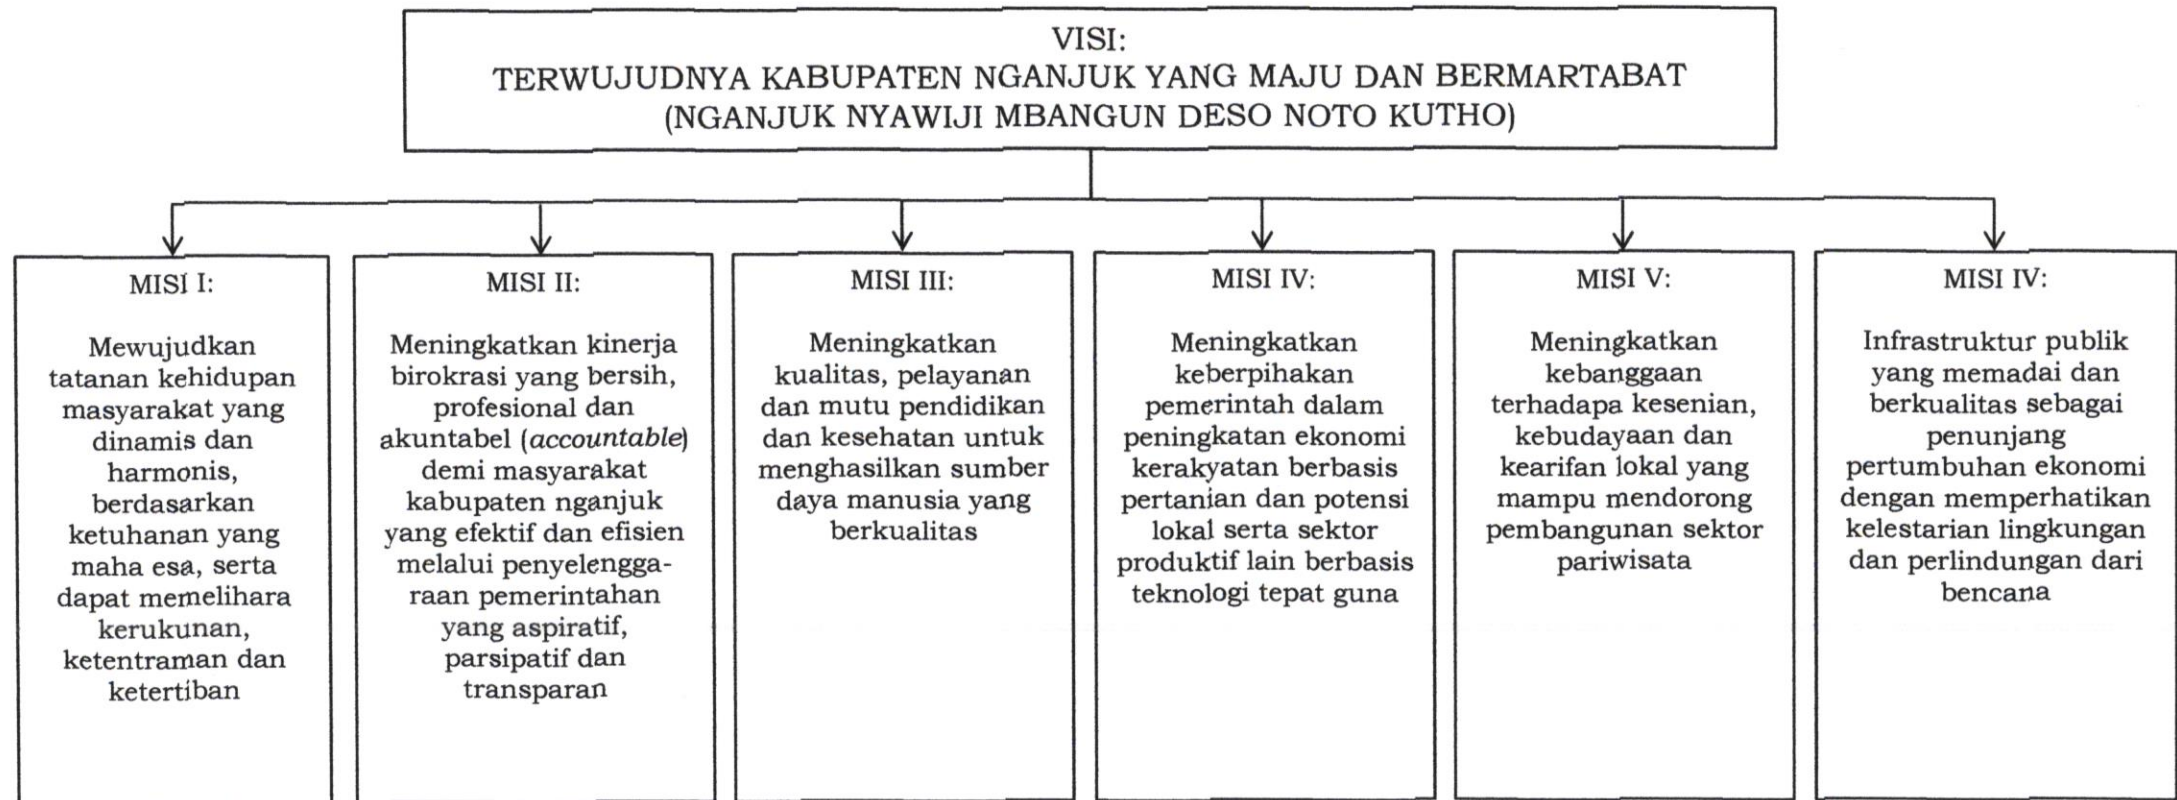 VISI:
TERWUJUDNYA KABUPATEN NGANJUK YANG MAJU DAN BERMARTABAT
(NGANJUK NYAWIJI MBANGUN DESO NOTO KUTHO)
MISI I:
Mewujudkan
tatanan kehidupan
masyarakat yang
dinamis dan
harmonis,
berdasarkan
ketuhanan yang
maha esa, serta
dapat memelihara
kerukunan,
ketentraman dan
ketertiban
MISI II:
Meningkatkan kinerja
birokrasi yang bersih,
profesional dan
akuntabel (accountable)
demi masyarakat
kabupaten nganjuk
yang efektif dan efisien
melalui penyelengga-
raan pemerintahan
yang aspiratif,
parsipatif dan
transparan
MISI III:
Meningkatkan
kualitas, pelayanan
dan mutu pendidikan
dan kesehatan untuk
menghasilkan sumber
daya manusia yang
berkualitas
MISI IV:
Meningkatkan
keberpihakan
pemerintah dalam
peningkatan ekonomi
kerakyatan berbasis
pertanian dan potensi
lokal serta sektor
produktif lain berbasis
teknologi tepat guna
MISI V:
Meningkatkan
kebanggaan
terhadapa kesenian,
kebudayaan dan
kearifan lokal yang
mampu mendorong
pembangunan sektor
pariwisata
MISI IV:
Infrastruktur publik
yang memadai dan
berkualitas sebagai
penunjang
pertumbuhan ekonomi
dengan memperhatikan
kelestarian lingkungan
dan perlindungan dari
bencana